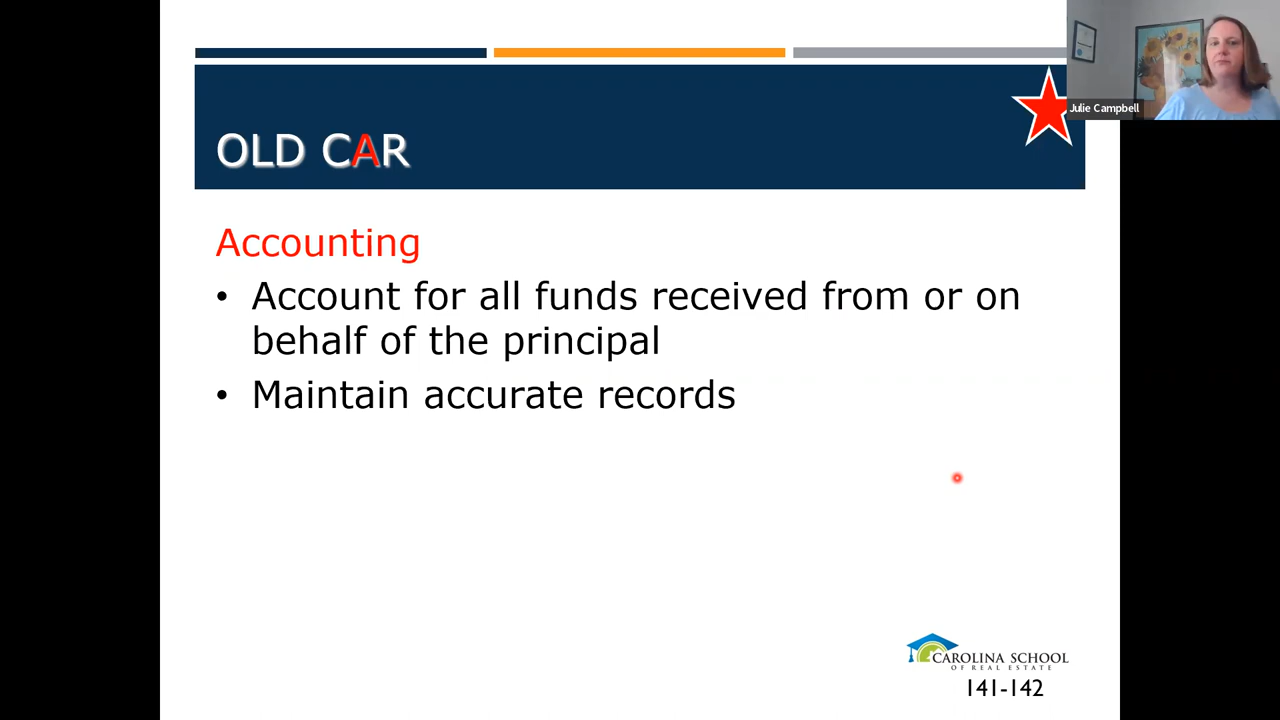 Julie Campbell
OLD CAR
Accounting
• Account for all funds received from or on
behalf of the principal
• Maintain accurate records
CAROLINA SCHOOL
OF REAL ESTATE
141-142